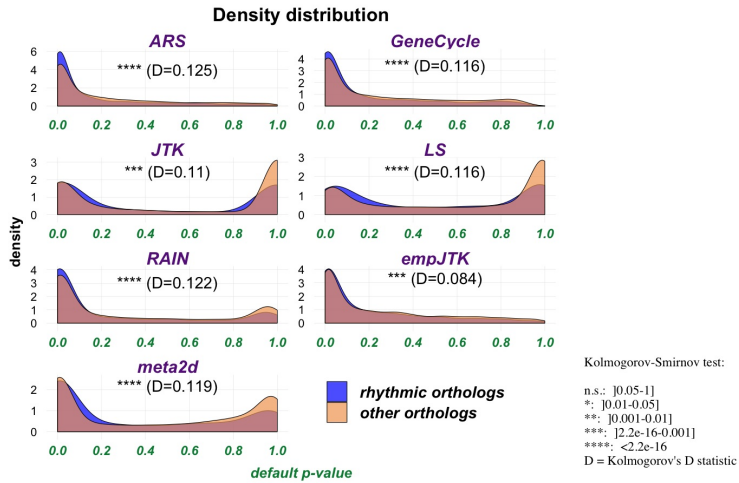 Density distribution
ARS
GeneCycle
6
5
4
3
2
1
0
**** (D=0.125)
0.0 0.2 0.4 0.6 0.8 1.0
4
3
2
1
0
**** (D=0.116)
0.0 0.2 0.4 0.6 0.8 1.0
JTK
LS
3
2
1
0
*** (D=0.11)
0.0 0.2 0.4 0.6 0.8 1.0
3
2
1
0
**** (D=0.116)
0.0 0.2 0.4 0.6 0.8 1.0
density
RAIN
empJTK
4
3
2
1
0
**** (D=0.122)
0.0 0.2 0.4 0.6 0.8 1.0
4
3
2
1
0
*** (D=0.084)
0.0 0.2 0.4 0.6 0.8 1.0
meta2d
2
1
0
**** (D=0.119)
0.0 0.2 0.4 0.6 0.8 1.0
default p-value
rhythmic orthologs
other orthologs
Kolmogorov-Smirnov test:
n.s.: ]0.05-1]
*: ]0.01-0.05]
**: ]0.001-0.01]
***: ]2.2e-16-0.001]
****: <2.2e-16
D = Kolmogorov's D statistic